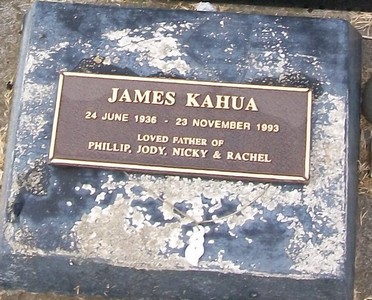 JAMES KAHUA
24 JUNE 1936 - 23 NOVEMBER 1993
LOVED FATHER OF
PHILLIP, JODY, NICKY & RACHEL